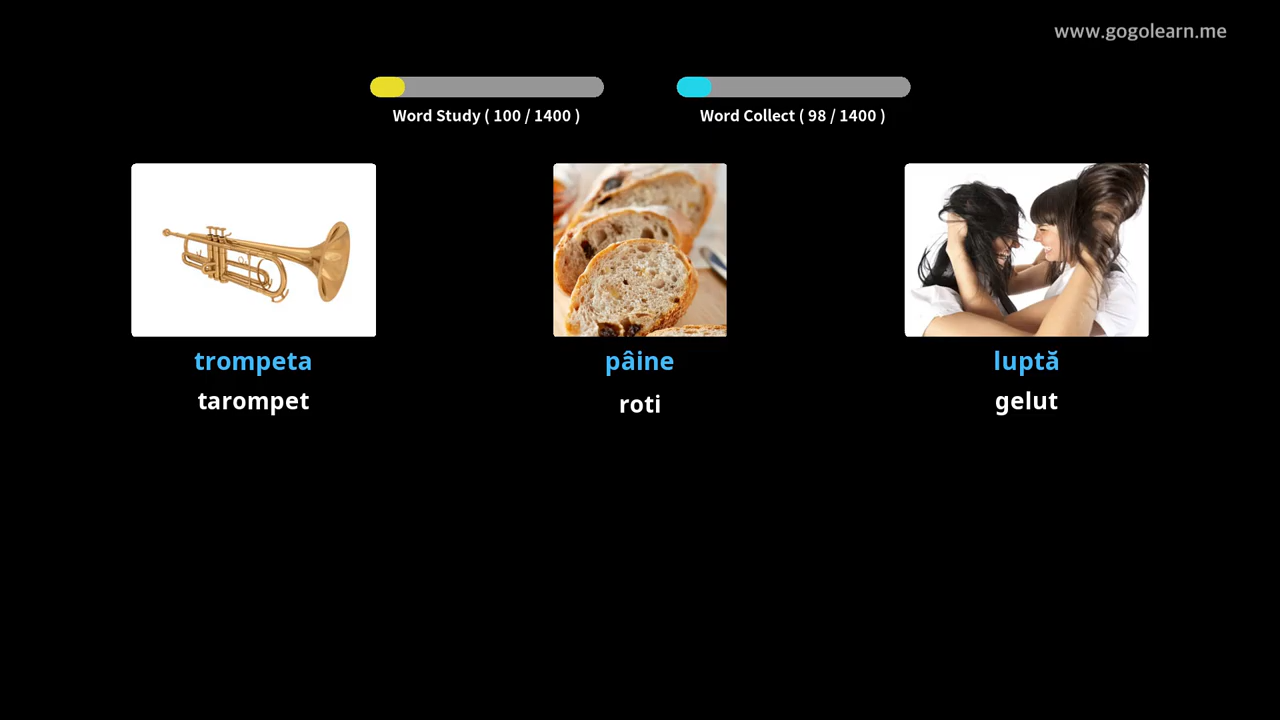 www.gogolearn.me
Word Study ( 100 / 1400 )
Word Collect ( 98 / 1400 )
trompeta
pâine
luptă
tarompet
roti
gelut